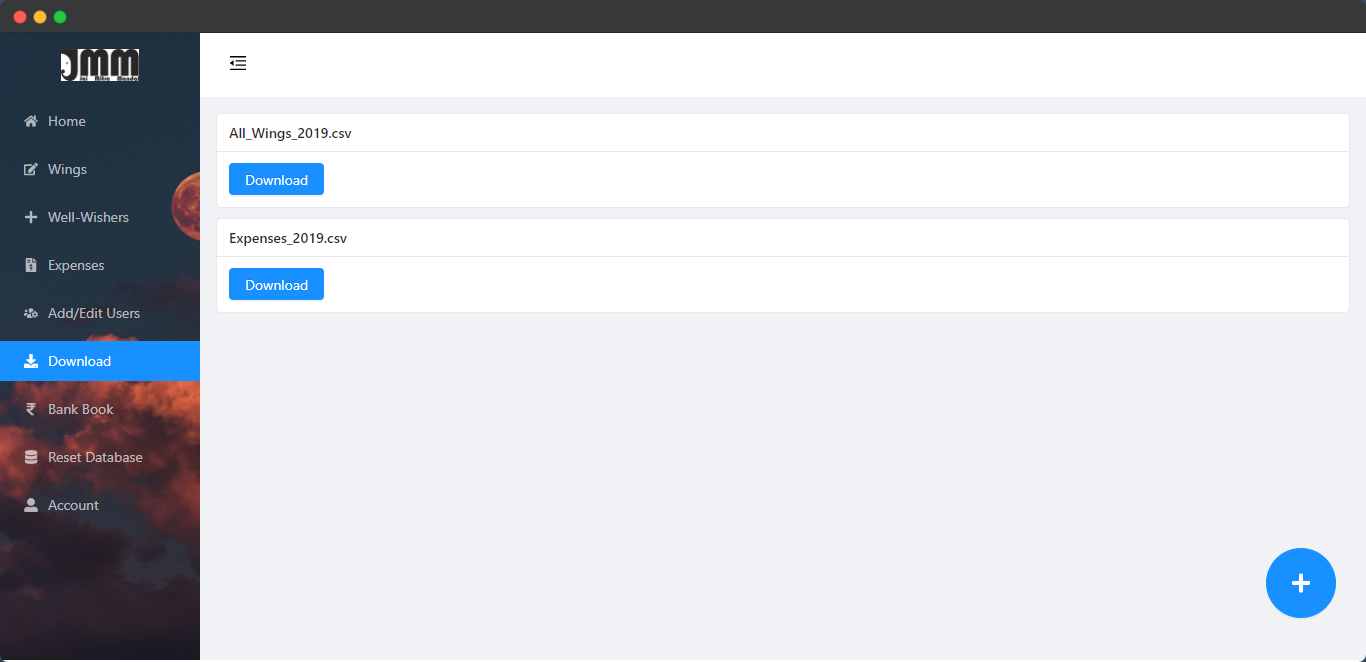 JMM
Home
Wings
Well-Wishers
Expenses
Add/Edit Users
Download
Bank Book
Reset Database
Account
All_Wings_2019.csv
Download
Expenses_2019.csv
Download